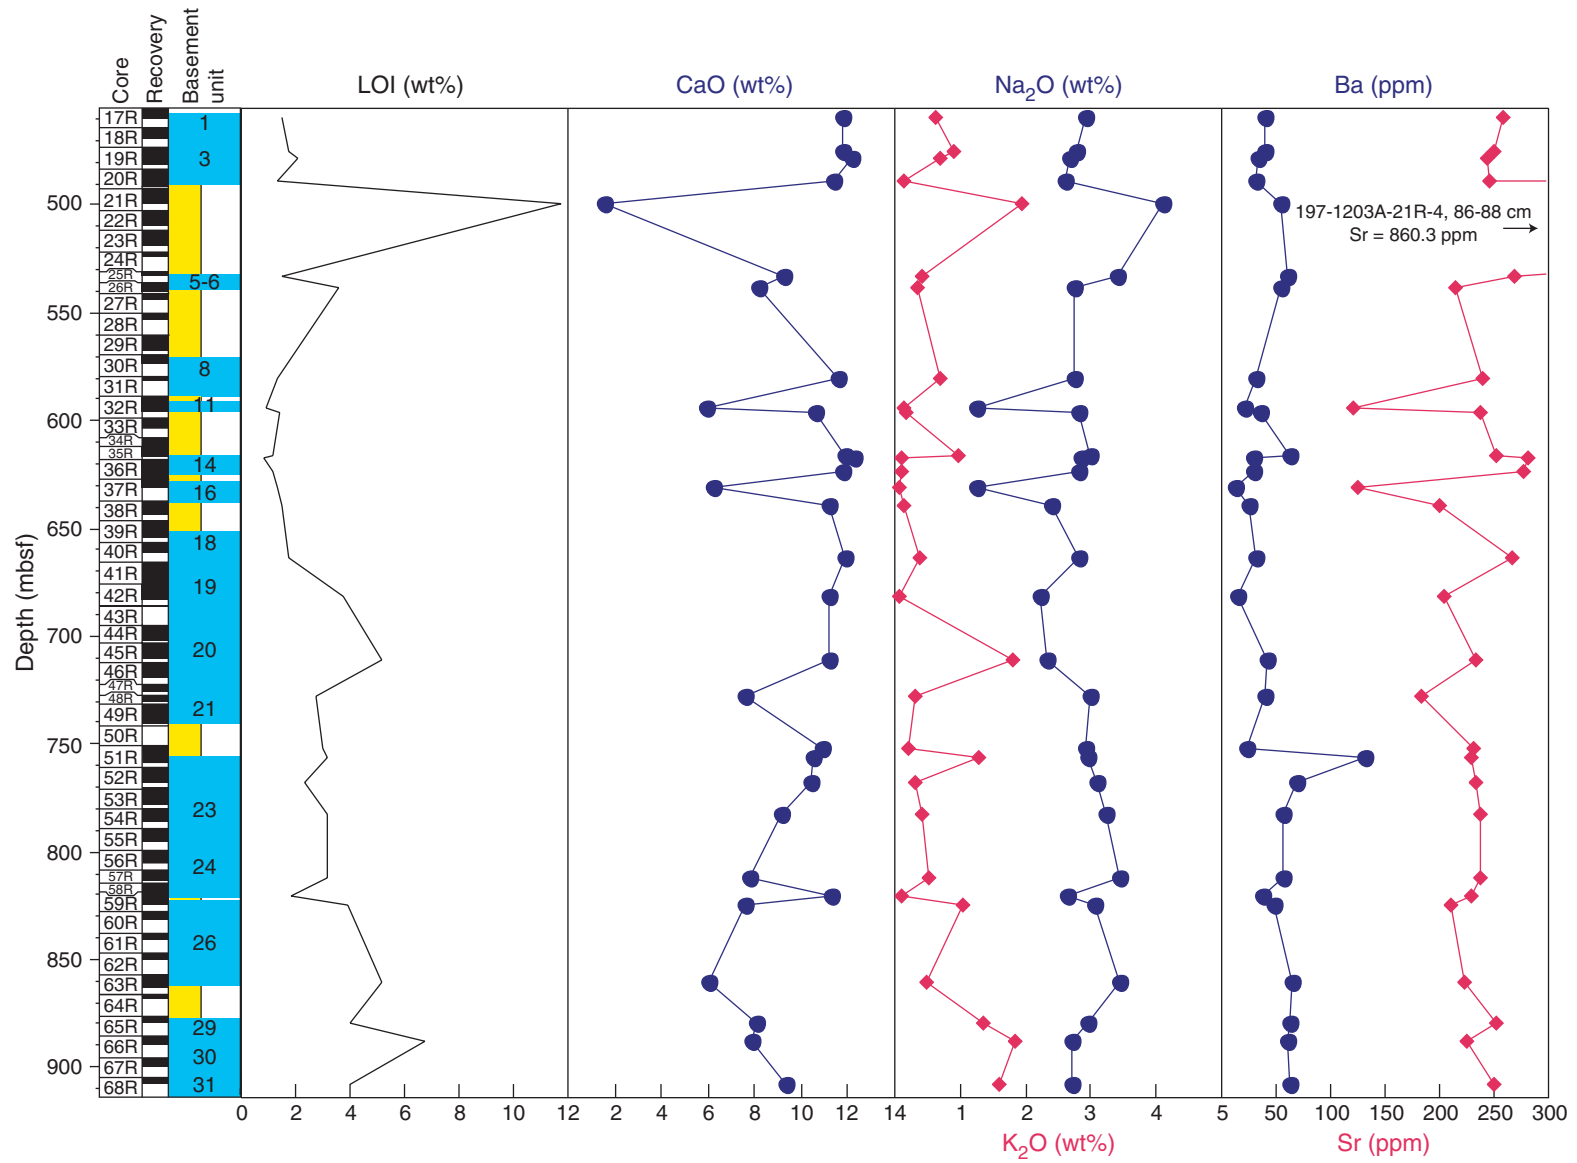 Core
Recovery
Basement
unit
LOI (wt%)
CaO (wt%)
Na2O (wt%)
Ba (ppm)
17R
18R
19R
20R
21R
22R
23R
24R
25R
26R
27R
28R
29R
30R
31R
32R
33R
34R
35R
36R
37R
38R
39R
40R
41R
42R
43R
44R
45R
46R
47R
48R
49R
50R
51R
52R
53R
54R
55R
56R
57R
58R
59R
60R
61R
62R
63R
64R
65R
66R
67R
68R
1
3
5-6
8
11
14
16
18
19
20
21
23
24
26
29
30
31
Depth (mbsf)
500
550
600
650
700
750
800
850
900
197-1203A-21R-4, 86-88 cm
Sr = 860.3 ppm
0 2 4 6 8 10 12 2 4 6 8 10 12 14 1 2 3 4 5 50 100 150 200 250 300
K2O (wt%)
Sr (ppm)